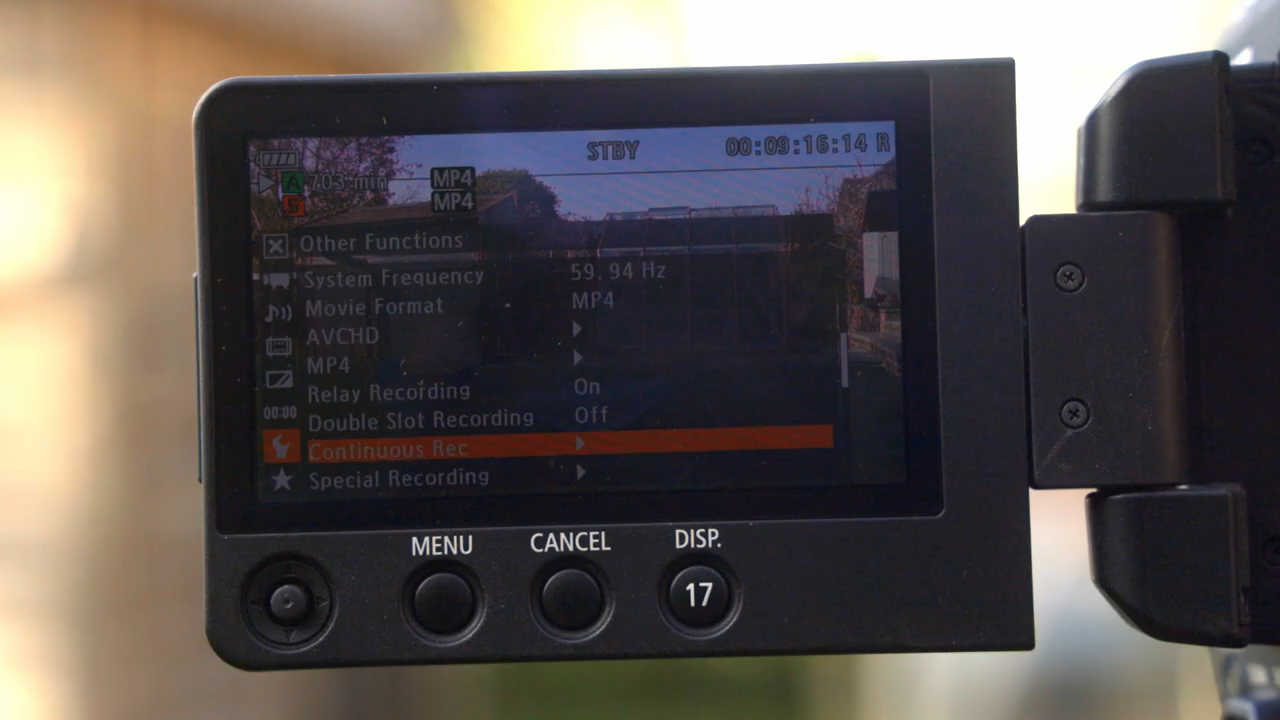 STBY 00:09:16:14 R
A 703 min MP4
B MP4
Other Functions
System Frequency 59.94 Hz
Movie Format MP4
AVCHD
MP4
Relay Recording On
00:00 Double Slot Recording Off
Continuous Rec
Special Recording
MENU CANCEL DISP.
17